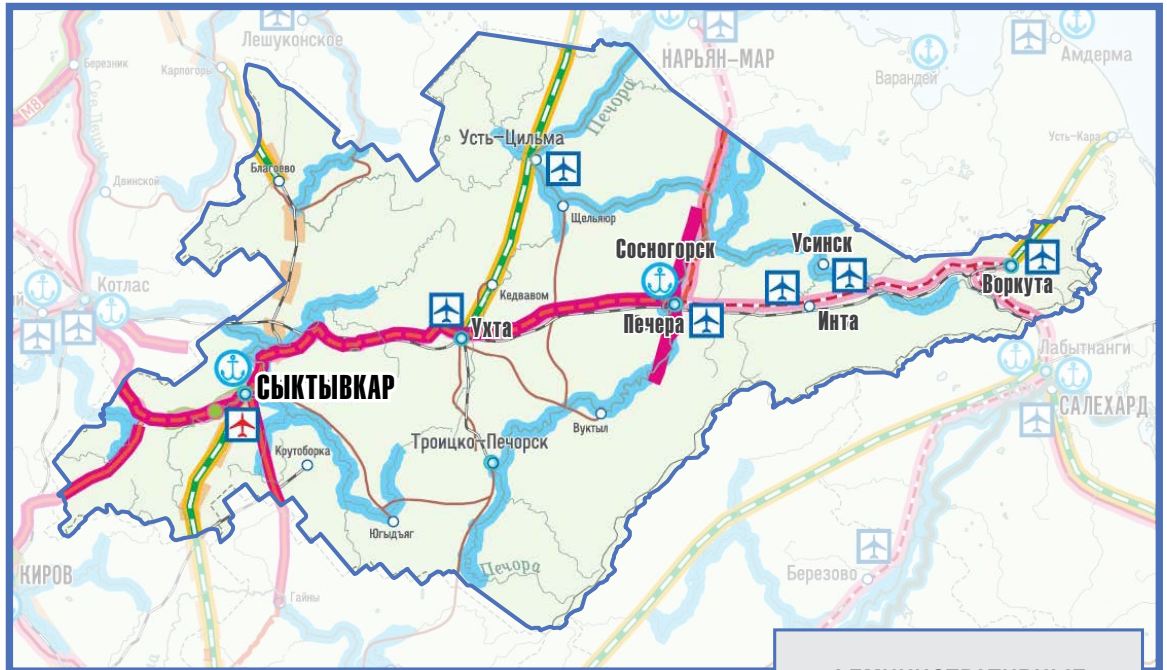 Лешуконское
НАРЬЯН-МАР
Амдерма
Березник
Карпогоры
Варандей
М8
Печора
Усть-Цильма
Усть-Кара
Благоево
Двинской
Щельяюр
Сосногорск
Усинск
Котлас
Кедвавом
Воркута
Ухта
Печера
Инта
Лабытнанги
СЫКТЫВКАР
САЛЕХАРД
Вуктыл
Троицко-Печорск
Крутоборка
Югыдъяг
Печора
Березово
КИРОВ
Гайны